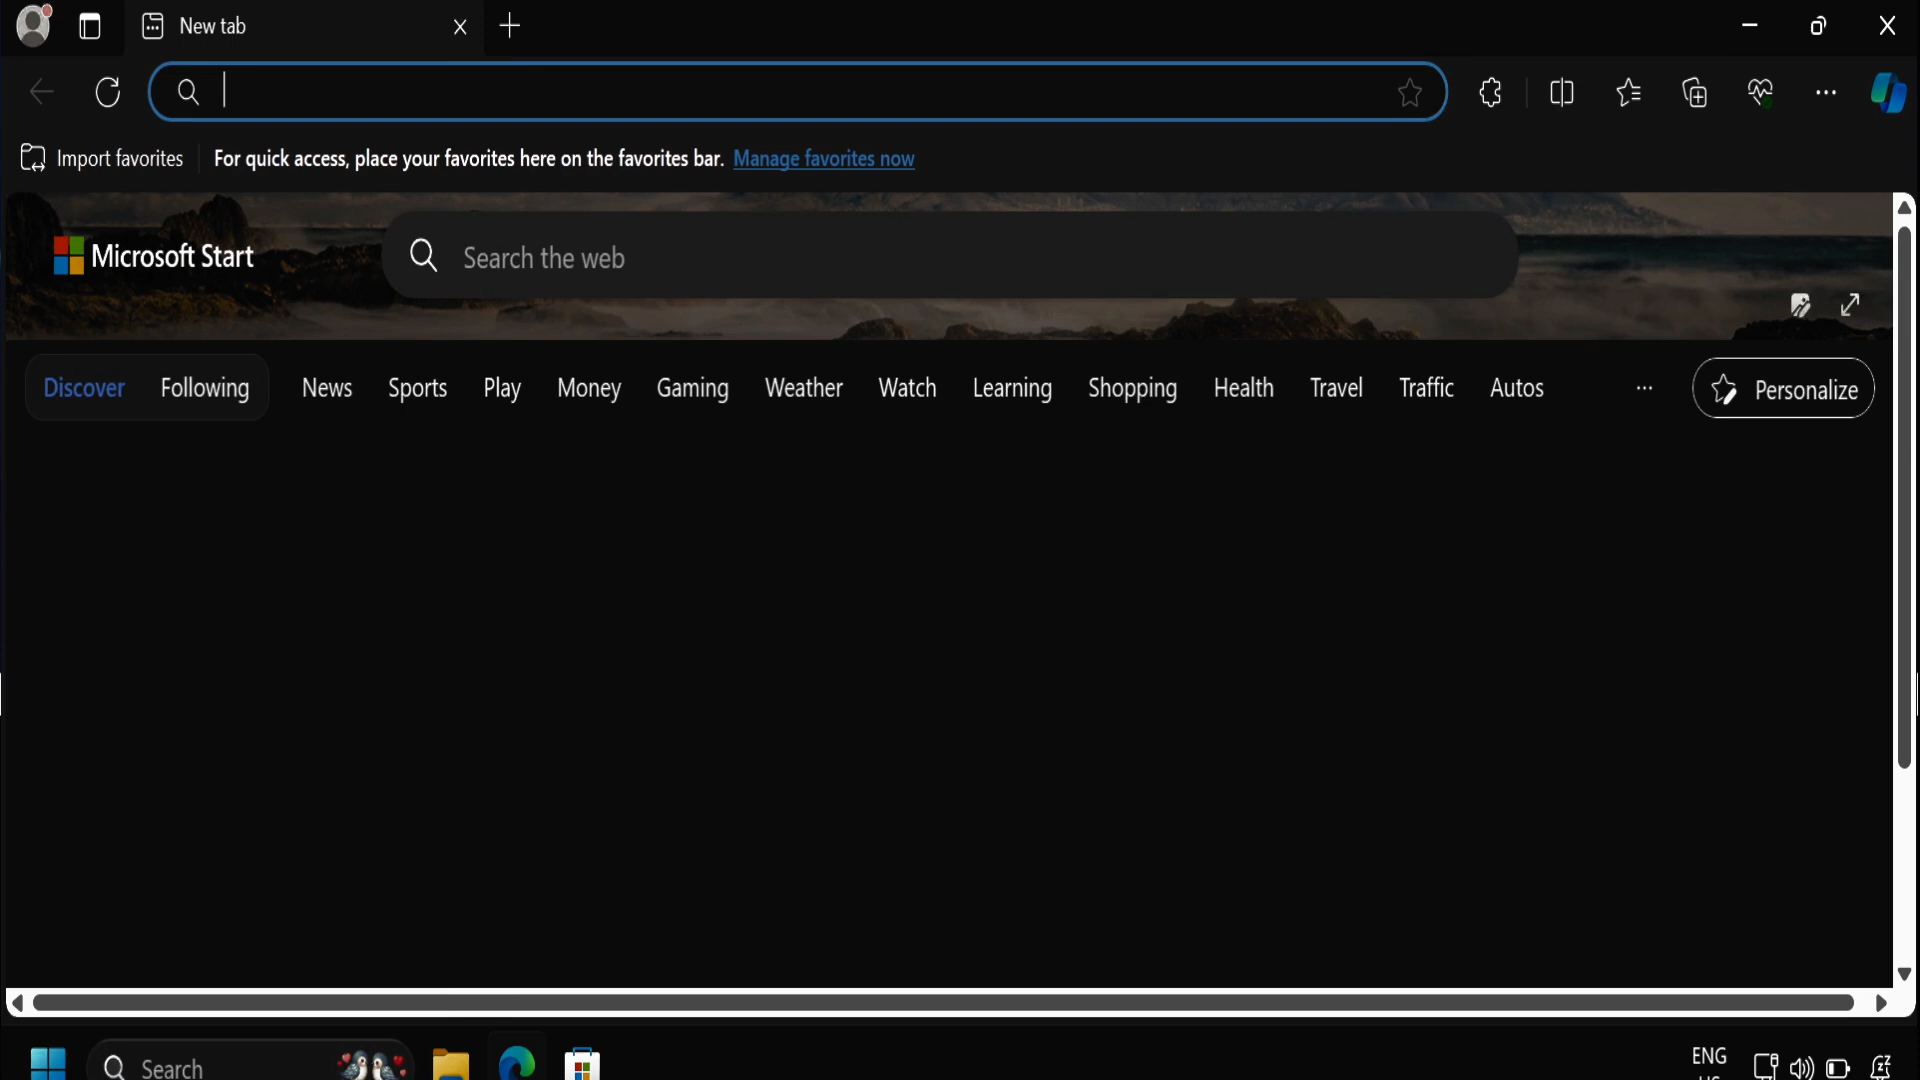 New tab
Import favorites For quick access, place your favorites here on the favorites bar. Manage favorites now
Microsoft Start Search the web
Discover Following News Sports Play Money Gaming Weather Watch Learning Shopping Health Travel Traffic Autos ... Personalize
Search ENG